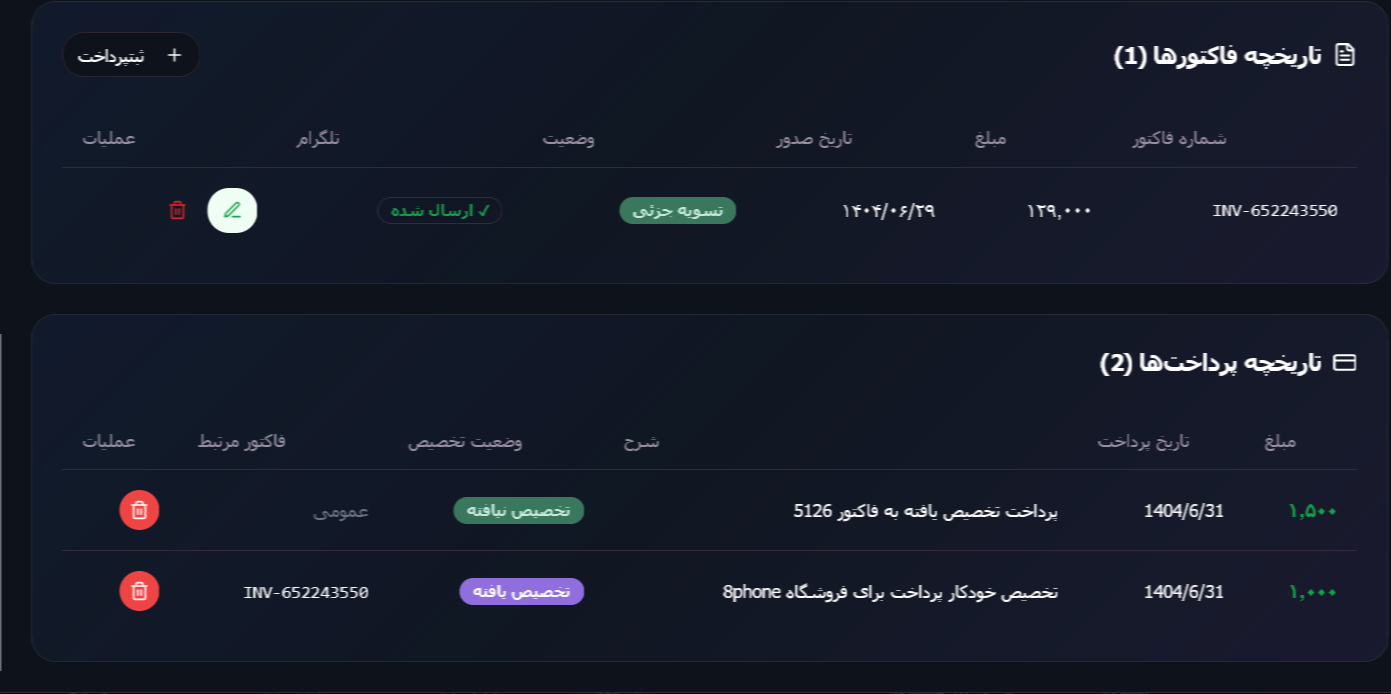 تاریخچه فاکتورها (1)
+ ثبتپرداخت
شماره فاکتور مبلغ تاریخ صدور وضعیت تلگرام عملیات
INV-652243550 ۱۲۹,۰۰۰ ۱۴۰۴/۰۶/۲۹ تسویه جزئی ✓ ارسال شده
تاریخچه پرداخت‌ها (2)
مبلغ تاریخ پرداخت شرح وضعیت تخصیص فاکتور مرتبط عملیات
۱,۵۰۰ 1404/6/31 پرداخت تخصیص یافته به فاکتور 5126 تخصیص نیافته عمومی
۱,۰۰۰ 1404/6/31 تخصیص خودکار پرداخت برای فروشگاه 8phone تخصیص یافته INV-652243550